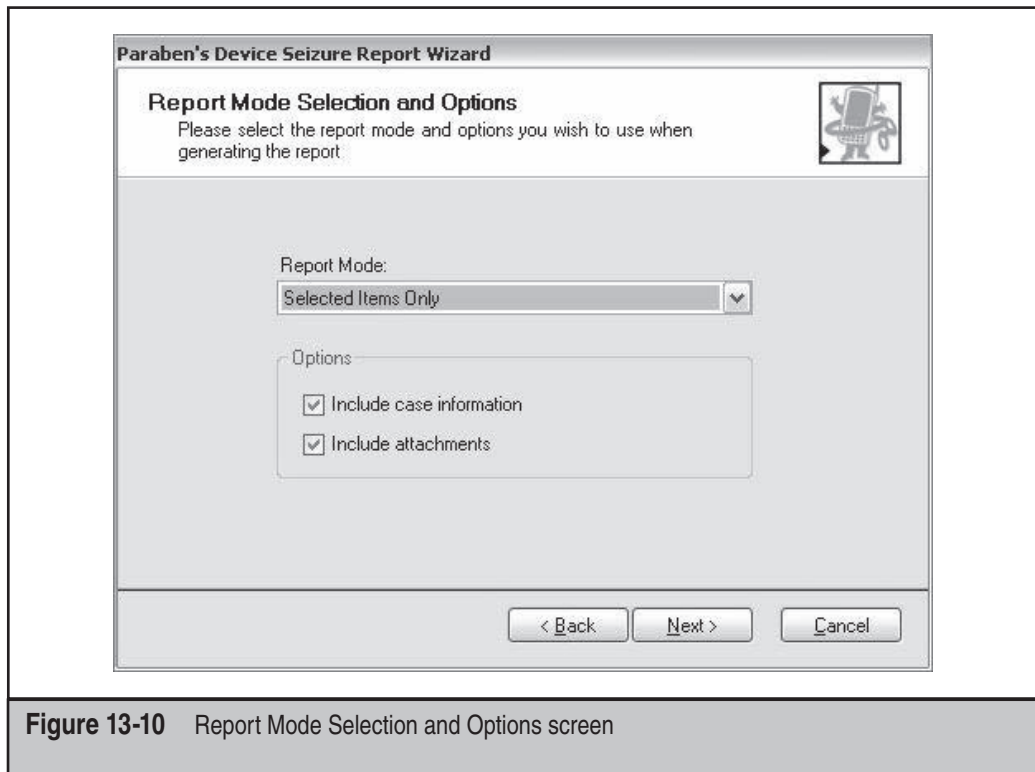 Paraben's Device Seizure Report Wizard
Report Mode Selection and Options
Please select the report mode and options you wish to use when
generating the report
Report Mode:
Selected Items Only
Options
Include case information
Include attachments
< Back
Next >
Cancel
Figure 13-10 Report Mode Selection and Options screen